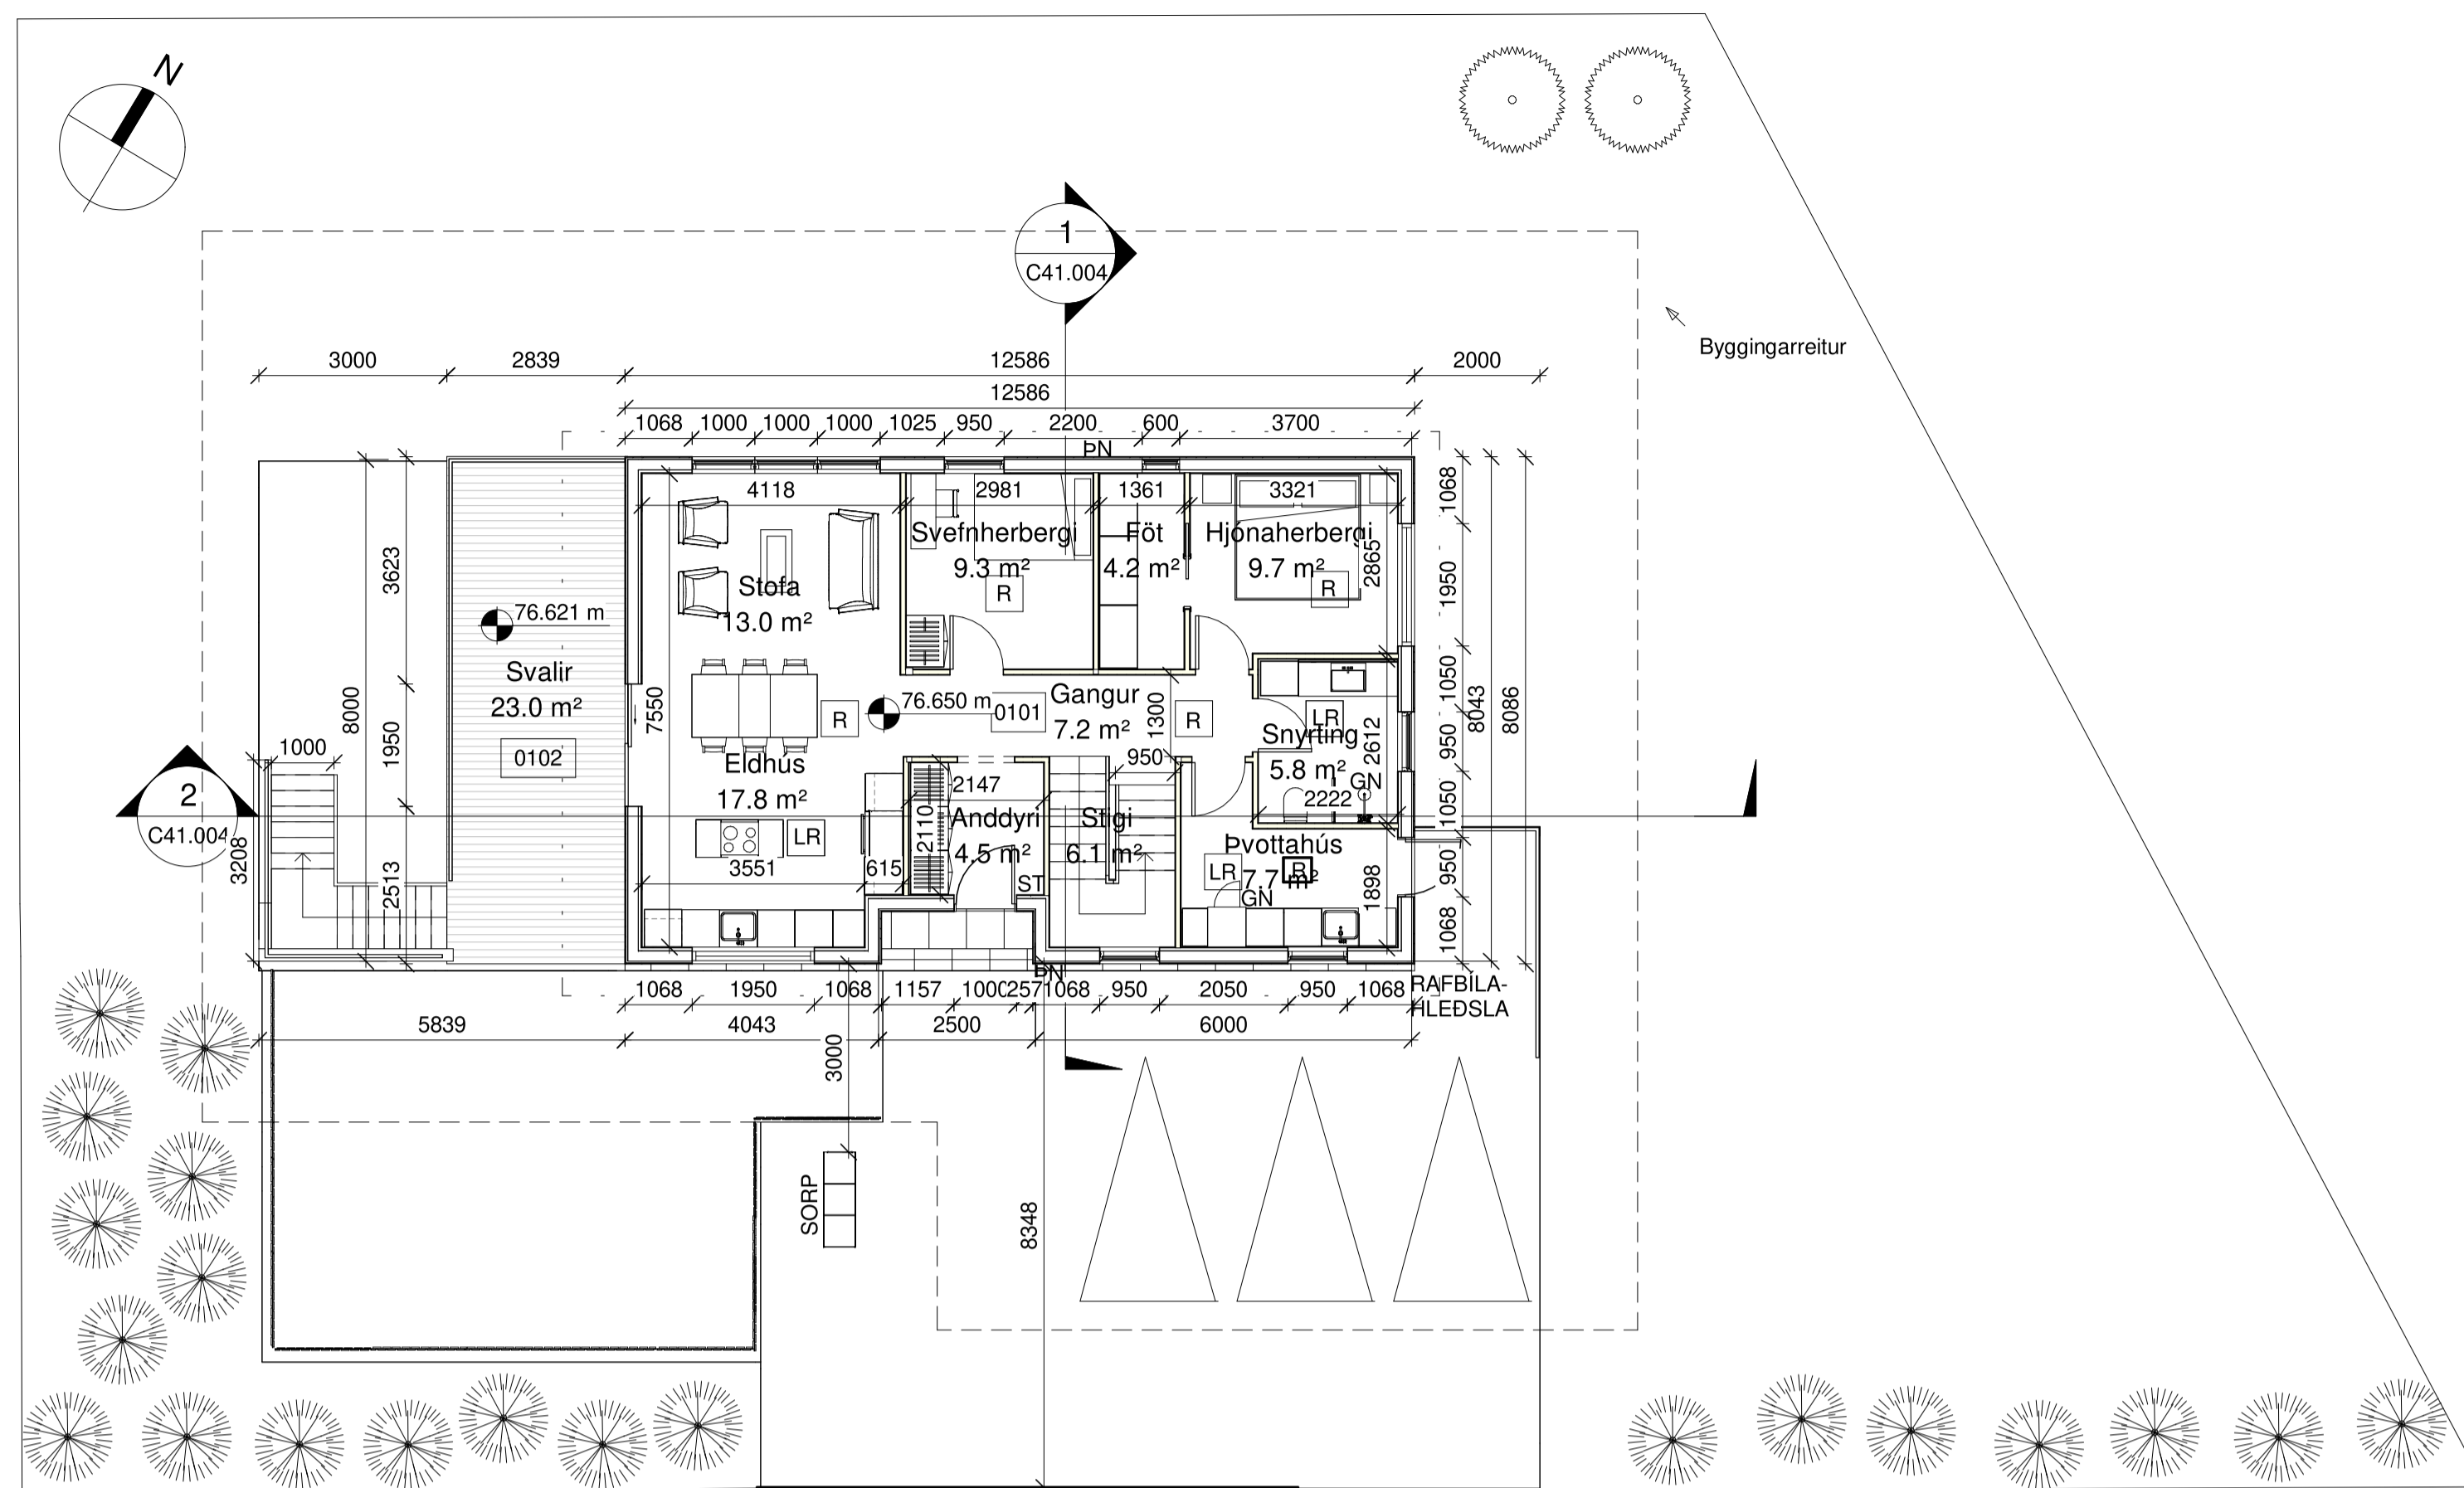 N
1
C41.004
Byggingarreitur
3000
2839
12586
2000
12586
1068
1000
1000
1000
1025
950
2200
600
3700
ÞN
4118
2981
1361
3321
Svefnherbergi
9.3 m²
R
Föt
4.2 m²
Hjónaherbergi
9.7 m²
R
2865
Stofa
13.0 m²
76.621 m
Svalir
23.0 m²
0102
3623
8000
1950
2513
1000
3208
2
C41.004
7550
R
76.650 m
0101
Gangur
7.2 m²
1300
R
LR
Snyrting
5.8 m²
2612
GN
2222
950
Eldhús
17.8 m²
LR
3551
615
2147
2110
Anddyri
4.5 m²
ST
Stigi
6.1 m²
Þvottahús
7.7 m²
LR
R
GN
1898
1068
1950
1050
950
1050
950
1068
8043
8086
ÞN
1068
1950
1068
1157
1000
257
1068
950
2050
950
1068
RAFBÍLA-
HLEÐSLA
5839
4043
2500
6000
3000
SORP
8348